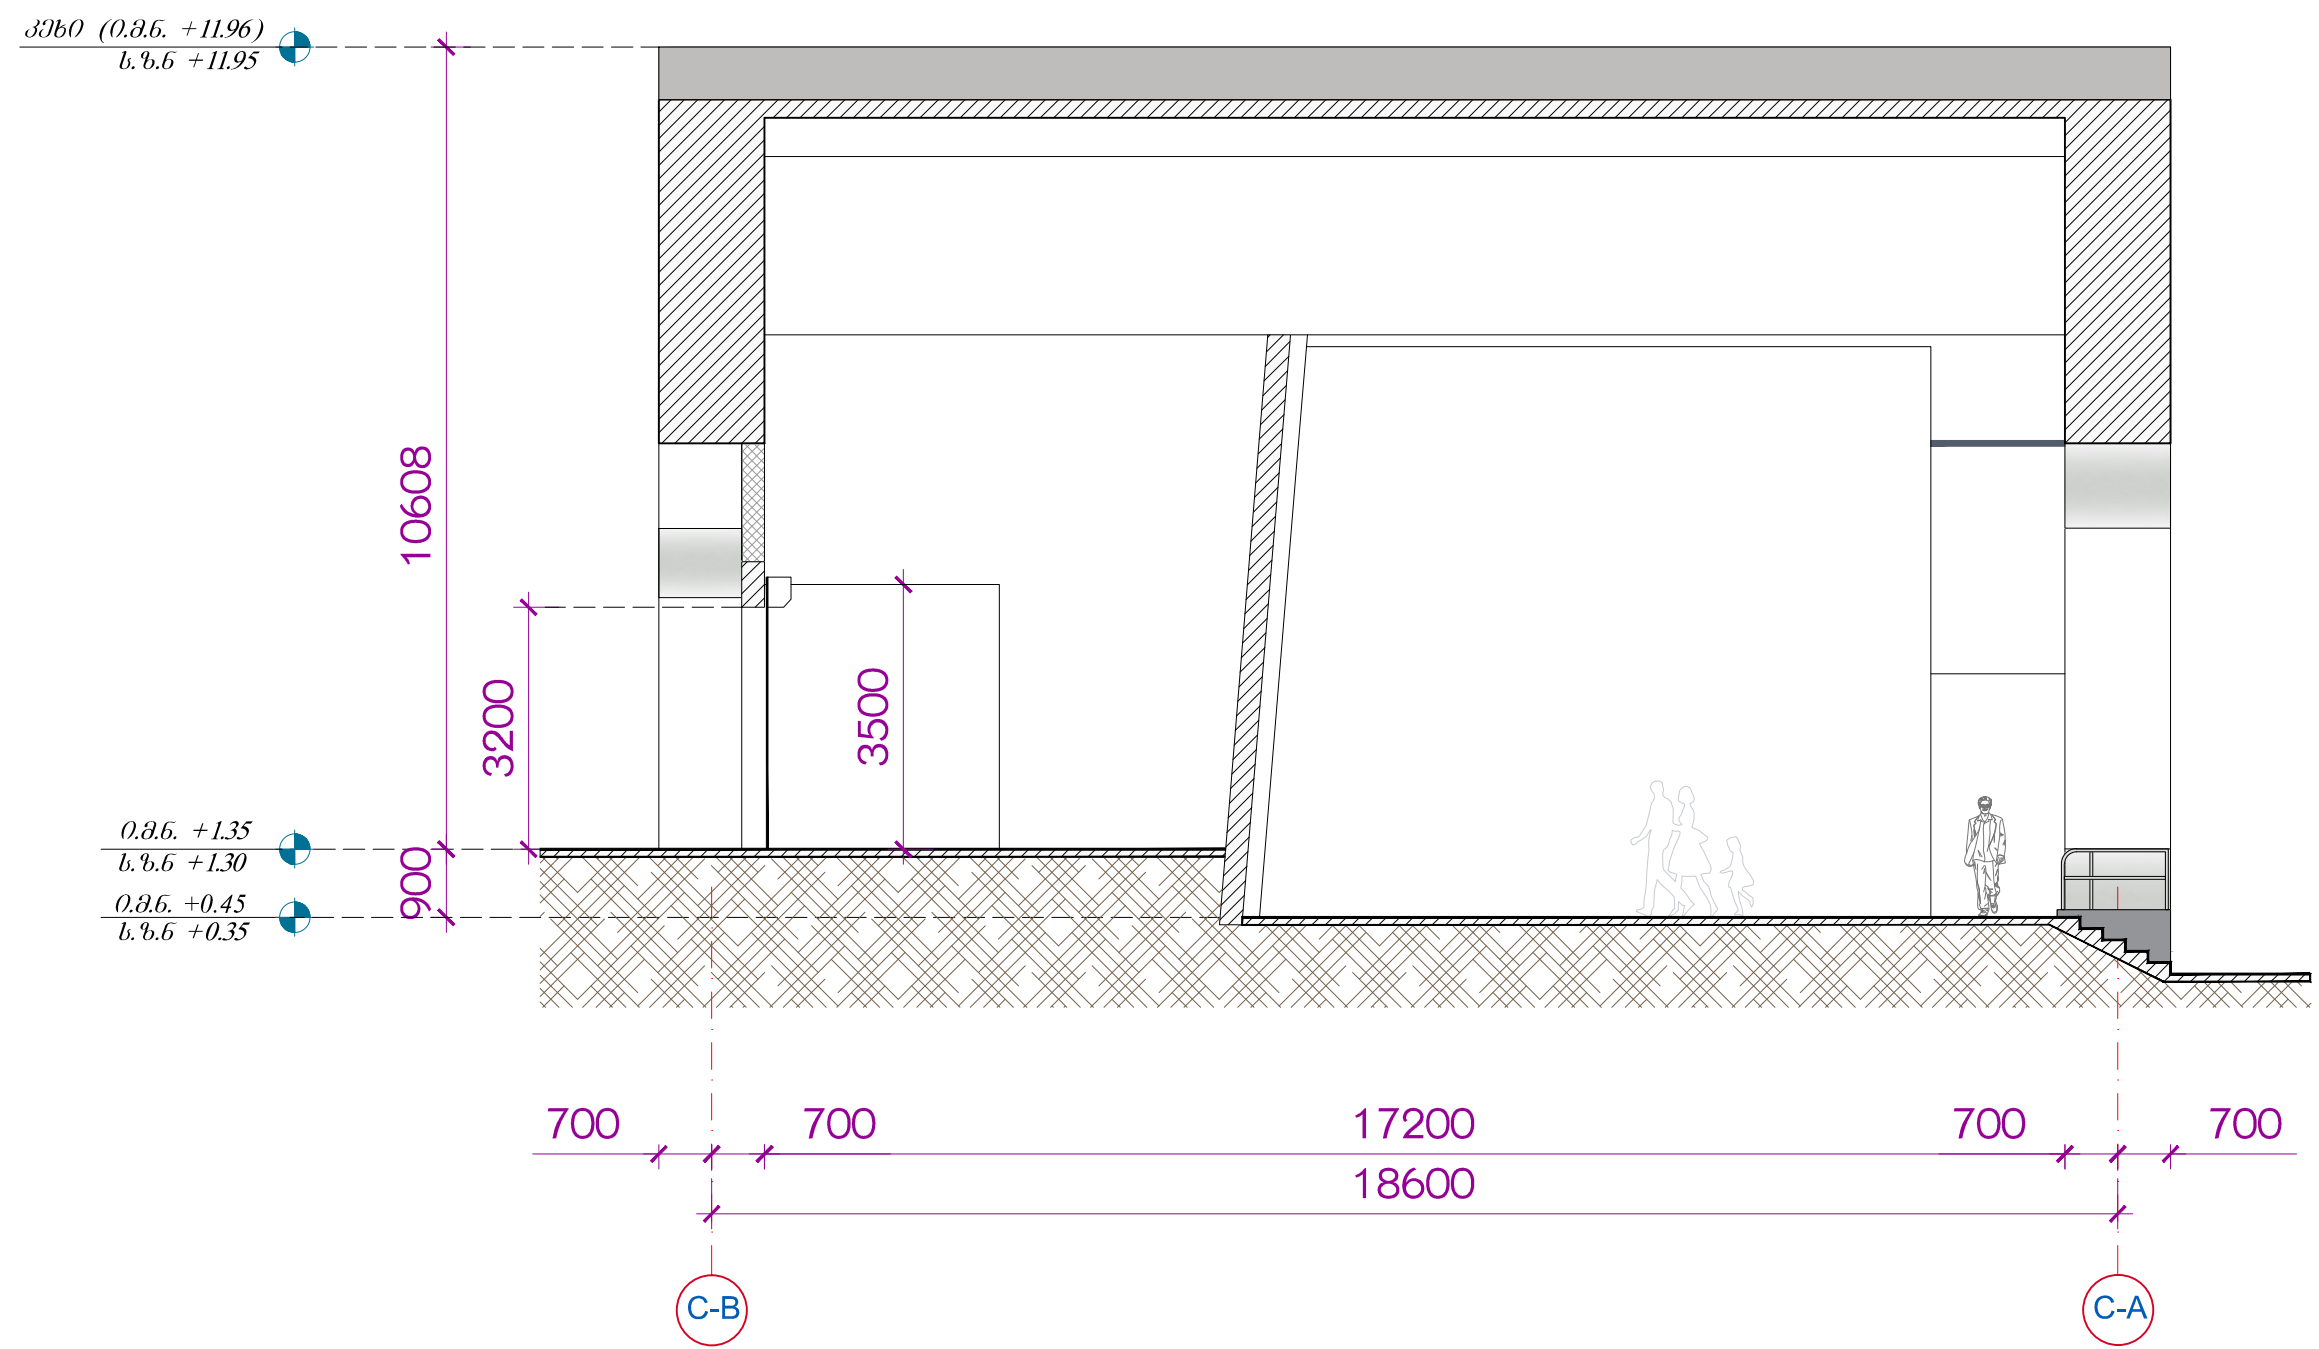 კეხი (ი.მ.ნ. +11.96)
ს.ზ.ნ +11.95
10608
3200
3500
ი.მ.ნ. +1.35
ს.ზ.ნ +1.30
900
ი.მ.ნ. +0.45
ს.ზ.ნ +0.35
700 700 17200 700 700
18600
C-B C-A